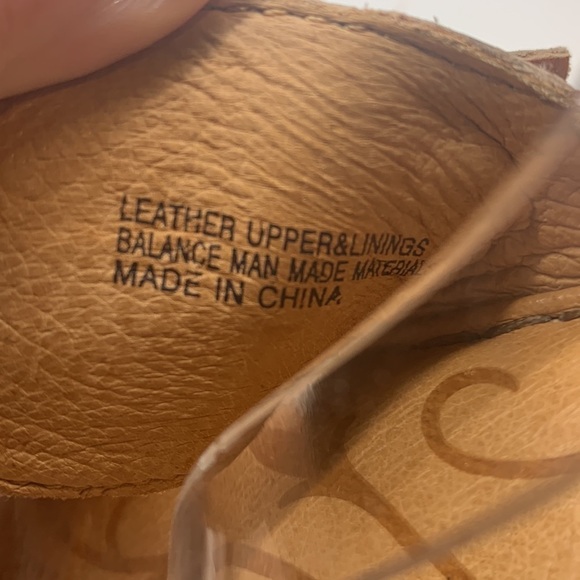 LEATHER UPPER&LININGS
BALANCE MAN MADE MATERIAL
MADE IN CHINA